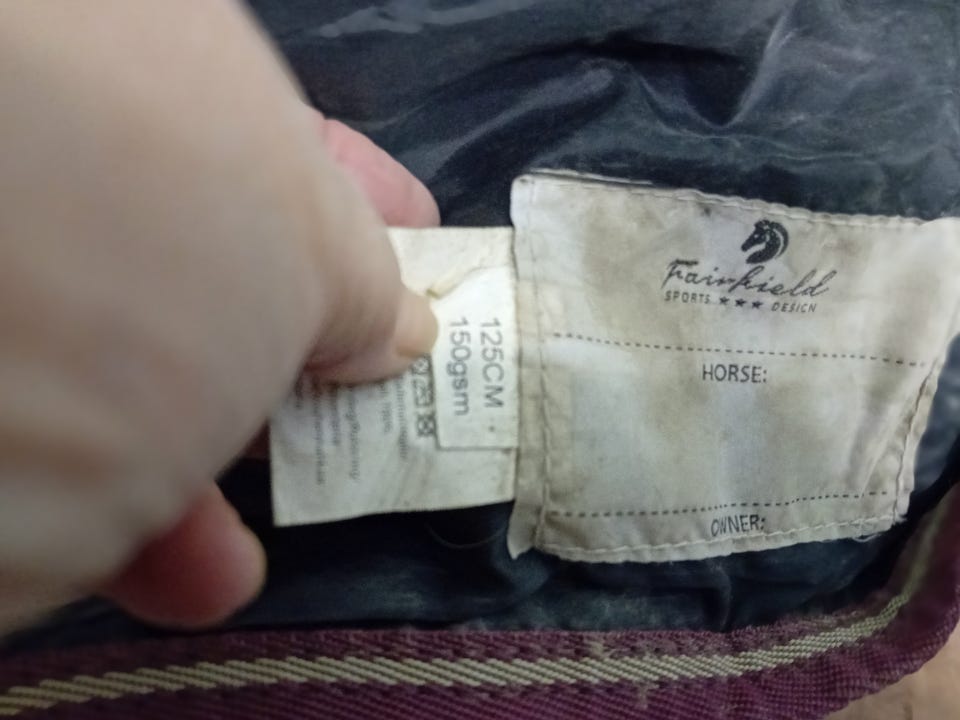 125CM
150gsm
Fairfield
SPORTS ★★★ DESIGN
HORSE:
OWNER: